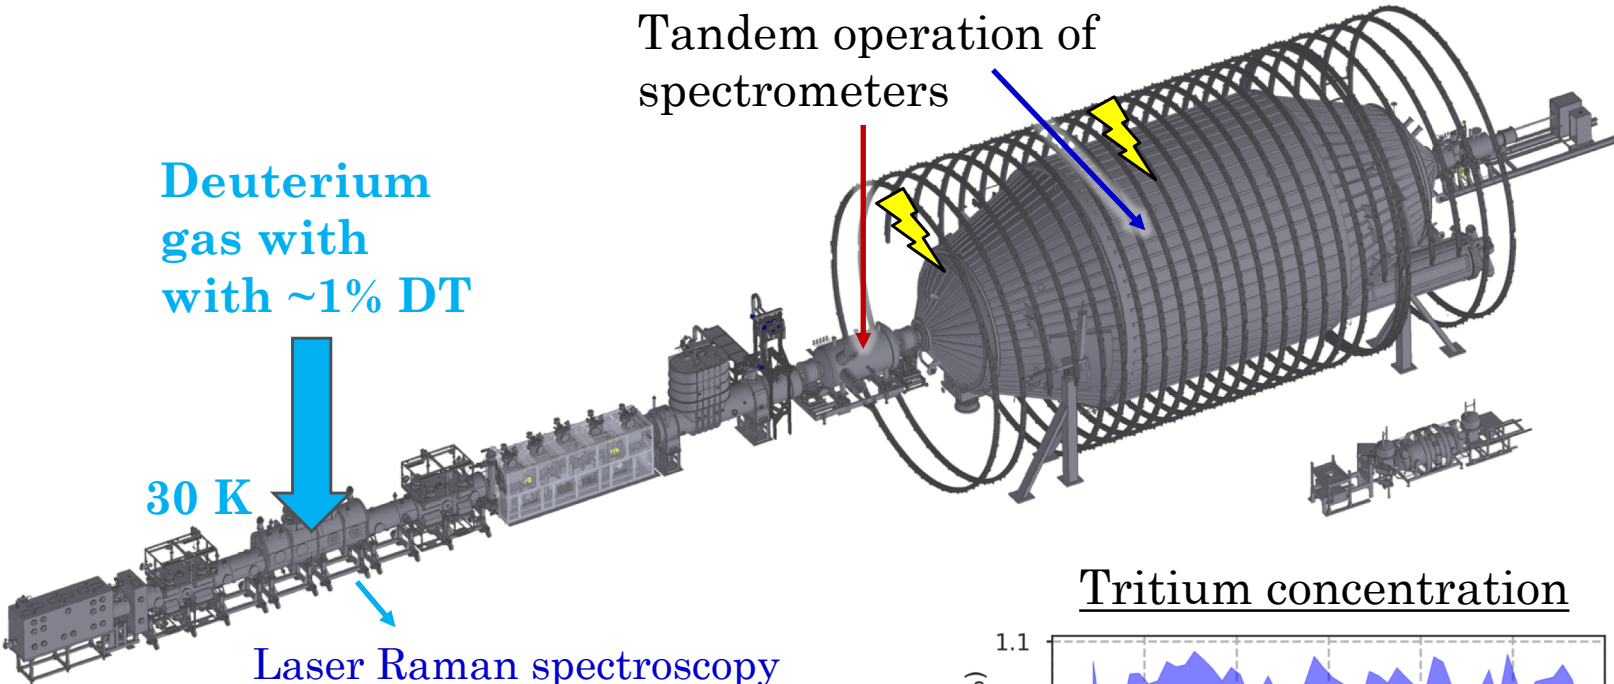 Tandem operation of
spectrometers
Deuterium
gas with
with ~1% DT
30 K
Laser Raman spectroscopy
Tritium concentration
1.1